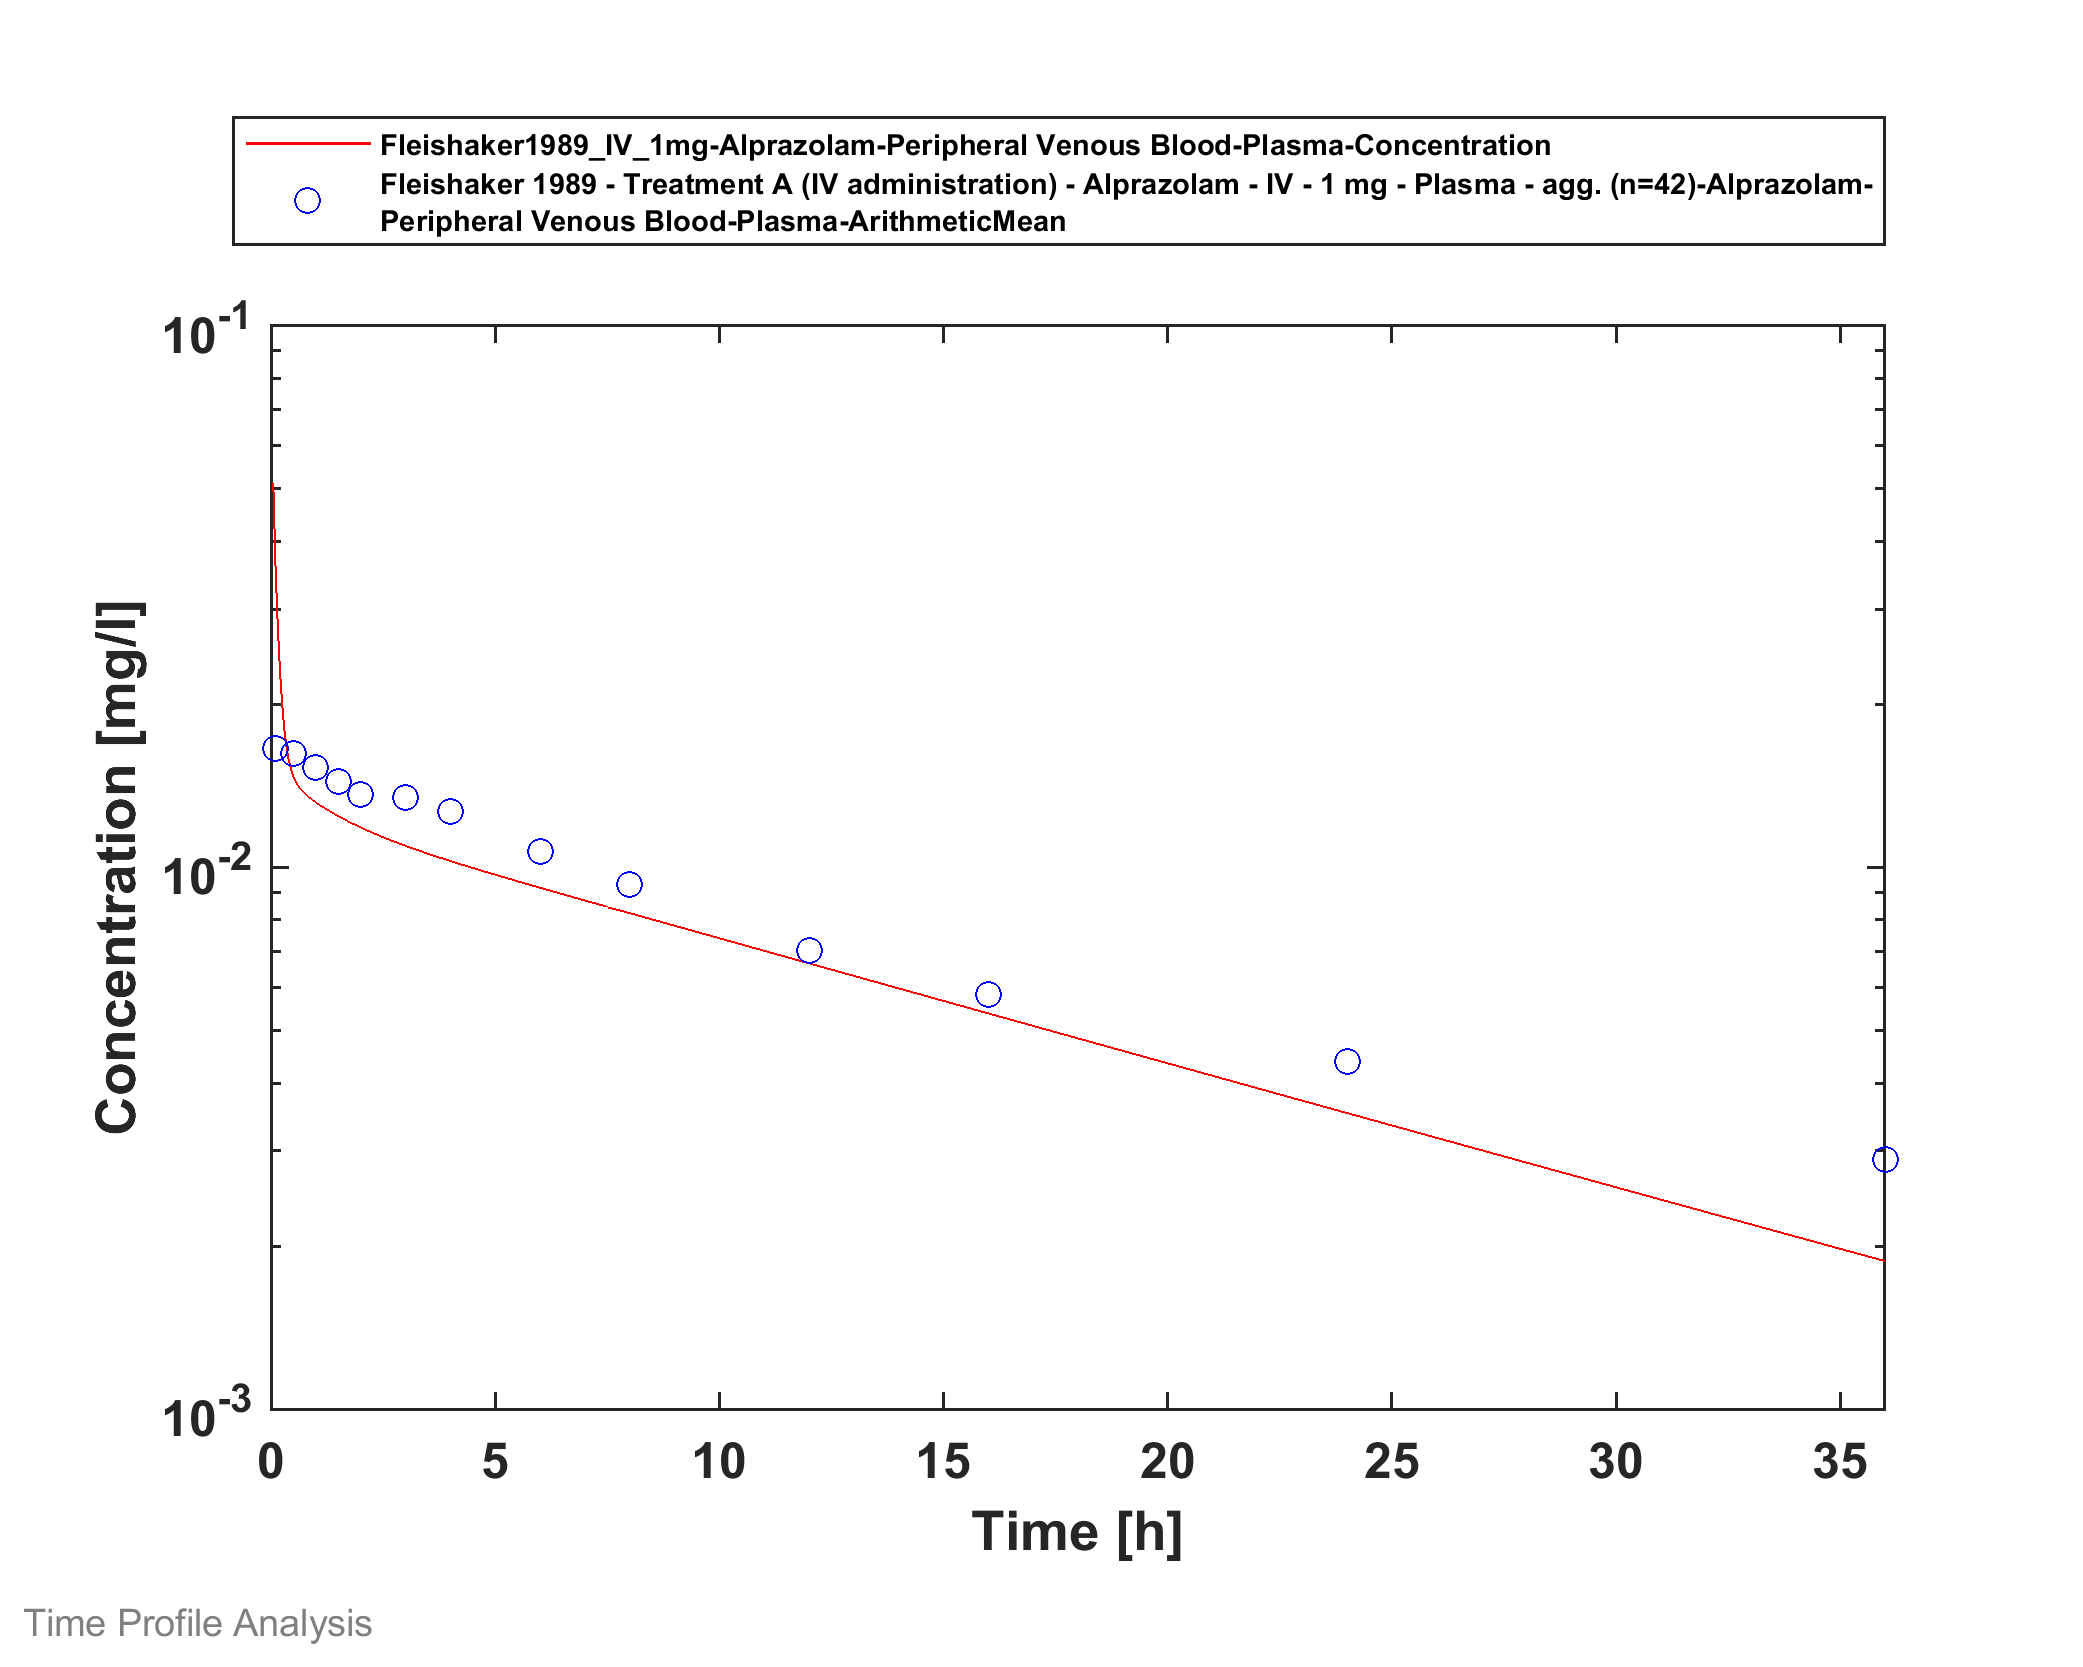 Fleishaker1989_IV_1mg-Alprazolam-Peripheral Venous Blood-Plasma-Concentration
Fleishaker 1989 - Treatment A (IV administration) - Alprazolam - IV - 1 mg - Plasma - agg. (n=42)-Alprazolam-
Peripheral Venous Blood-Plasma-ArithmeticMean
10-1
10-2
10-3
Concentration [mg/l]
0 5 10 15 20 25 30 35
Time [h]
Time Profile Analysis